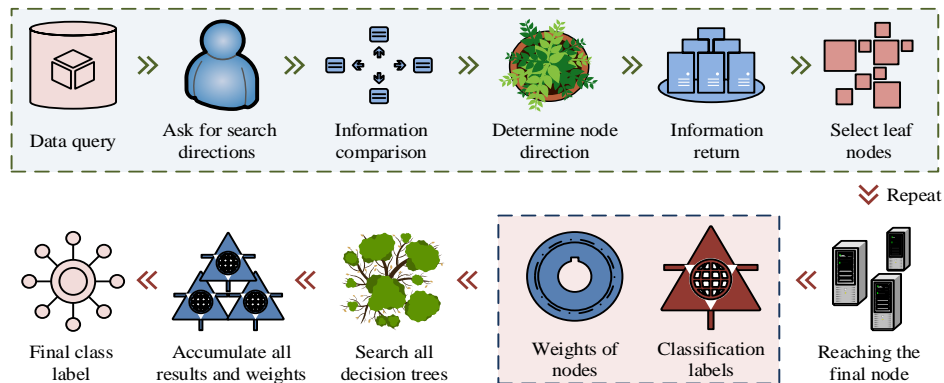 Data query
Ask for search
directions
Information
comparison
Determine node
direction
Information
return
Select leaf
nodes
Repeat
Final class
label
Accumulate all
results and weights
Search all
decision trees
Weights of
nodes
Classification
labels
Reaching the
final node